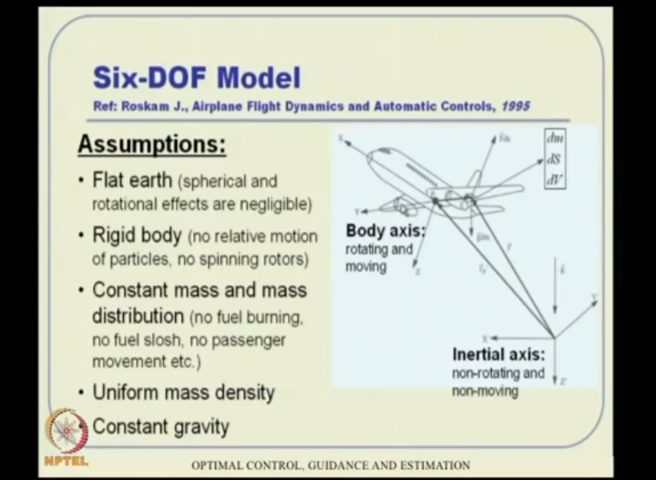 Six-DOF Model
Ref: Roskam J., Airplane Flight Dynamics and Automatic Controls, 1995
Assumptions:
• Flat earth (spherical and
rotational effects are negligible)
• Rigid body (no relative motion
of particles, no spinning rotors)
• Constant mass and mass
distribution (no fuel burning,
no fuel slosh, no passenger
movement etc.)
• Uniform mass density
• Constant gravity
dm
dS
dV
Body axis:
rotating and
moving
Inertial axis:
non-rotating and
non-moving
NPTEL
OPTIMAL CONTROL, GUIDANCE AND ESTIMATION